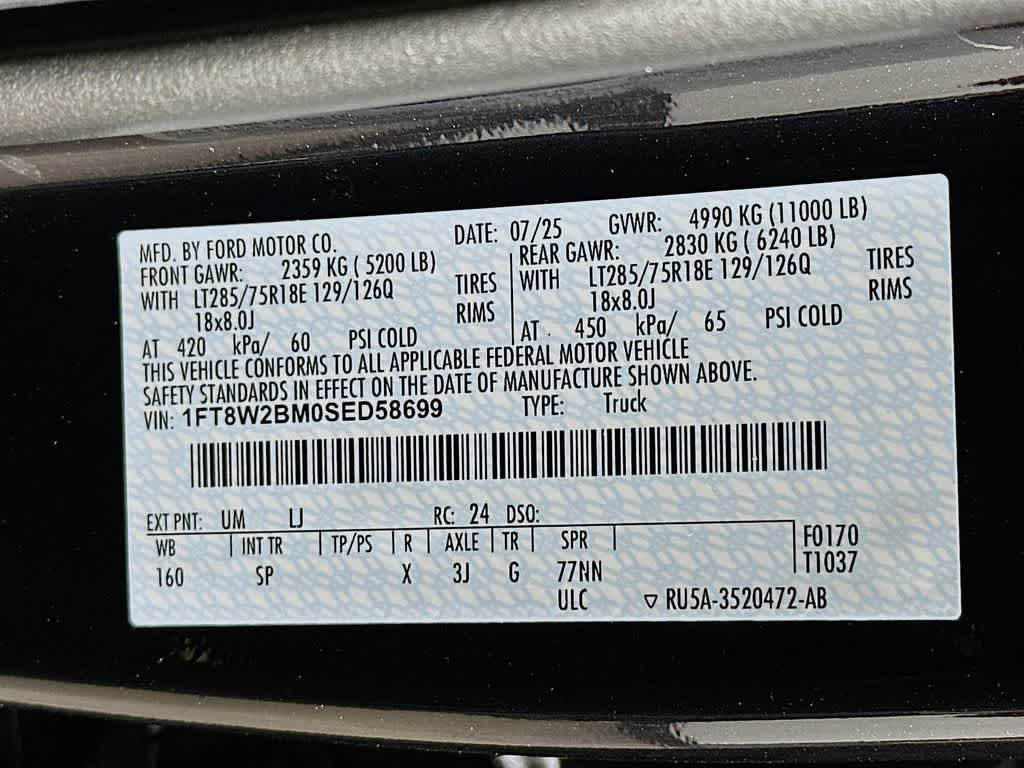 MFD. BY FORD MOTOR CO. DATE: 07/25 GVWR: 4990 KG (11000 LB)
FRONT GAWR: 2359 KG ( 5200 LB) REAR GAWR: 2830 KG ( 6240 LB)
WITH LT285/75R18E 129/126Q TIRES WITH LT285/75R18E 129/126Q TIRES
18x8.0J RIMS 18x8.0J RIMS
AT 420 kPa/ 60 PSI COLD AT 450 kPa/ 65 PSI COLD
THIS VEHICLE CONFORMS TO ALL APPLICABLE FEDERAL MOTOR VEHICLE
SAFETY STANDARDS IN EFFECT ON THE DATE OF MANUFACTURE SHOWN ABOVE.
VIN: 1FT8W2BM0SED58699 TYPE: Truck
EXT PNT: UM LJ RC: 24 DSO:
WB INT TR TP/PS R AXLE TR SPR F0170
160 SP X 3J G 77NN T1037
ULC ▽ RU5A-3520472-AB